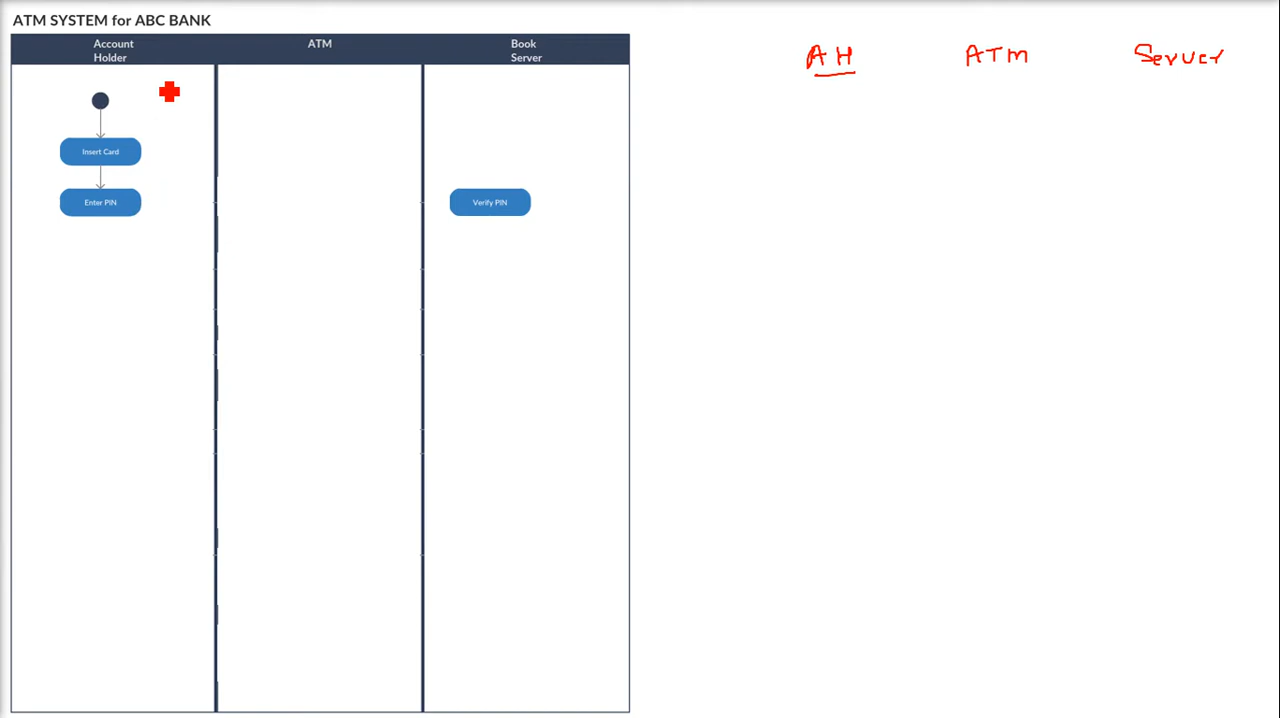 ATM SYSTEM for ABC BANK
Account
Holder
ATM
Book
Server
Insert Card
Enter PIN
Verify PIN
AH ATM Server